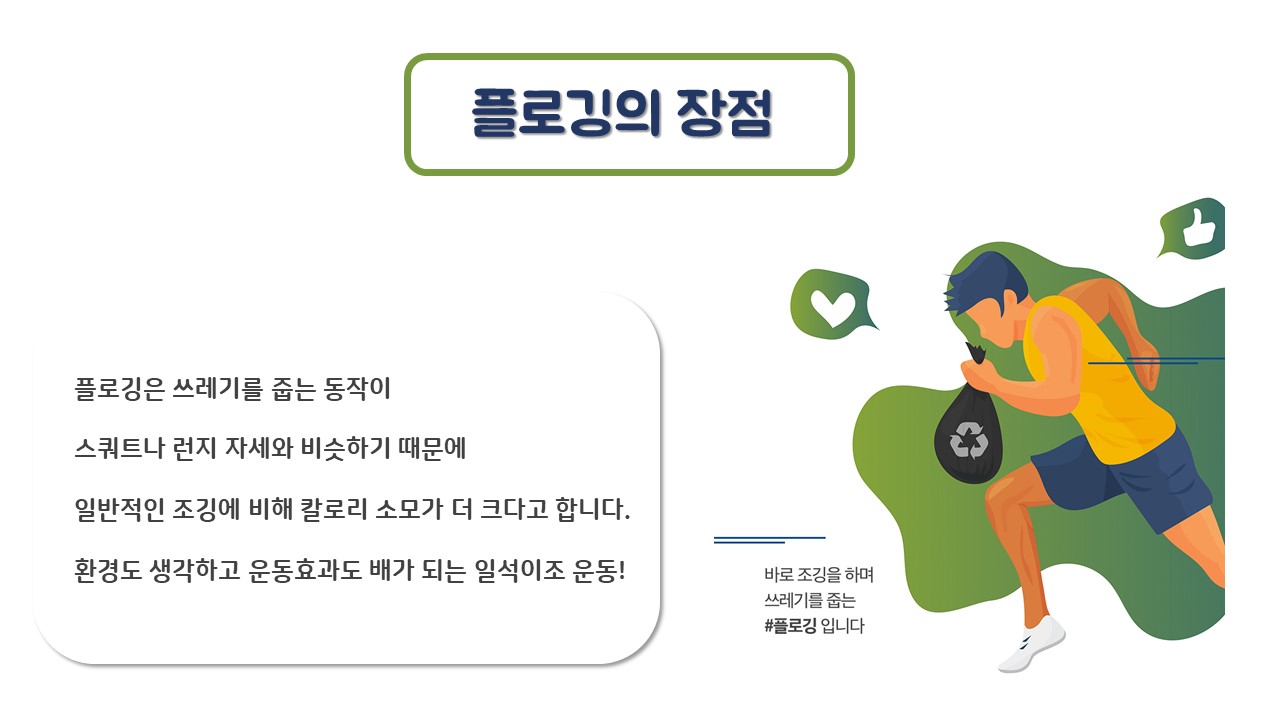 플로깅의 장점
플로깅은 쓰레기를 줍는 동작이
스쿼트나 런지 자세와 비슷하기 때문에
일반적인 조깅에 비해 칼로리 소모가 더 크다고 합니다.
환경도 생각하고 운동효과도 배가 되는 일석이조 운동!
바로 조깅을 하며
쓰레기를 줍는
#플로깅 입니다